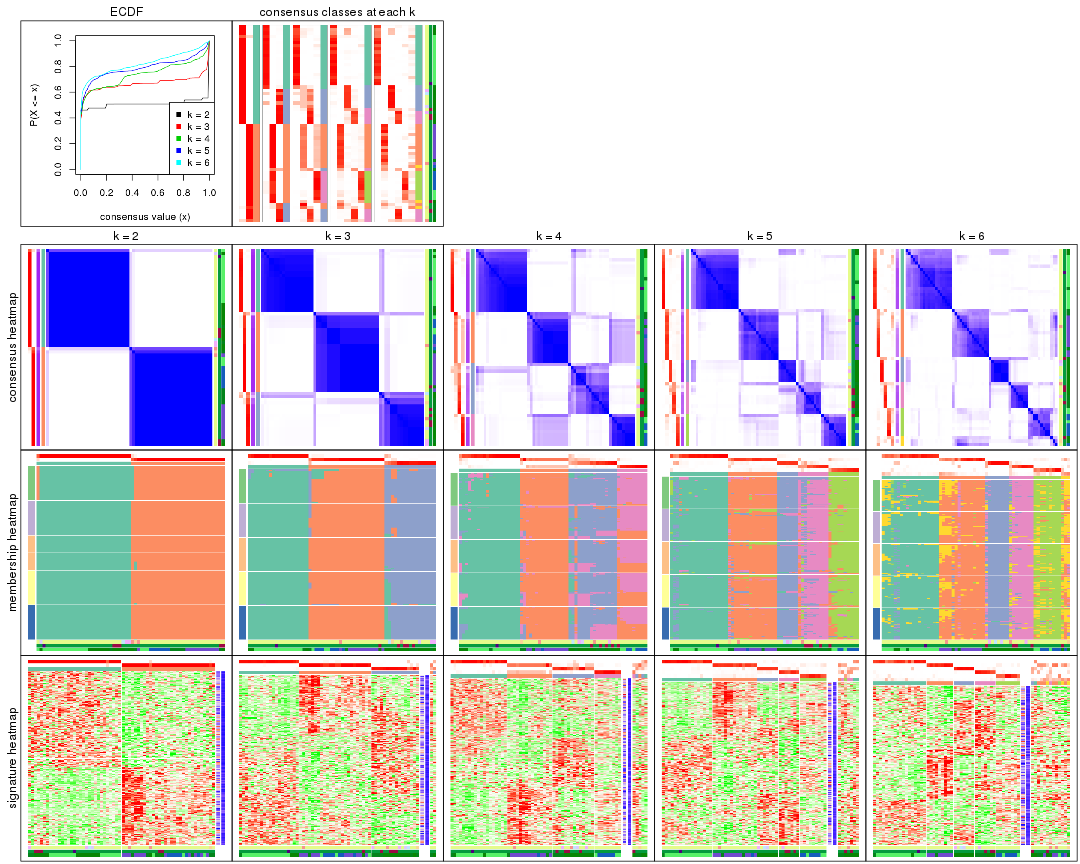 ECDF
consensus classes at each k
P(X <= x)
0.0 0.2 0.4 0.6 0.8 1.0
k = 2
k = 3
k = 4
k = 5
k = 6
0.0 0.2 0.4 0.6 0.8 1.0
consensus value (x)
k = 2
k = 3
k = 4
k = 5
k = 6
consensus heatmap
membership heatmap
signature heatmap